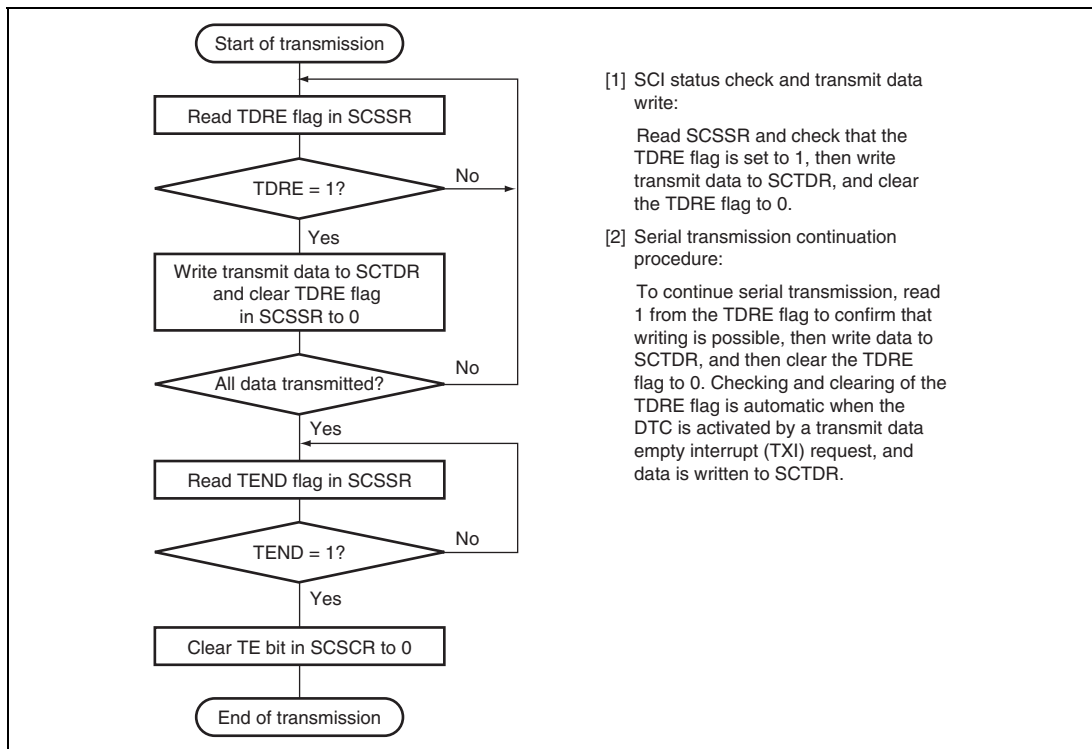 Start of transmission
Read TDRE flag in SCSSR
TDRE = 1?
No
Yes
Write transmit data to SCTDR
and clear TDRE flag
in SCSSR to 0
All data transmitted?
No
Yes
Read TEND flag in SCSSR
TEND = 1?
No
Yes
Clear TE bit in SCSCR to 0
End of transmission
[1] SCI status check and transmit data
write:
Read SCSSR and check that the
TDRE flag is set to 1, then write
transmit data to SCTDR, and clear
the TDRE flag to 0.
[2] Serial transmission continuation
procedure:
To continue serial transmission, read
1 from the TDRE flag to confirm that
writing is possible, then write data to
SCTDR, and then clear the TDRE
flag to 0. Checking and clearing of the
TDRE flag is automatic when the
DTC is activated by a transmit data
empty interrupt (TXI) request, and
data is written to SCTDR.